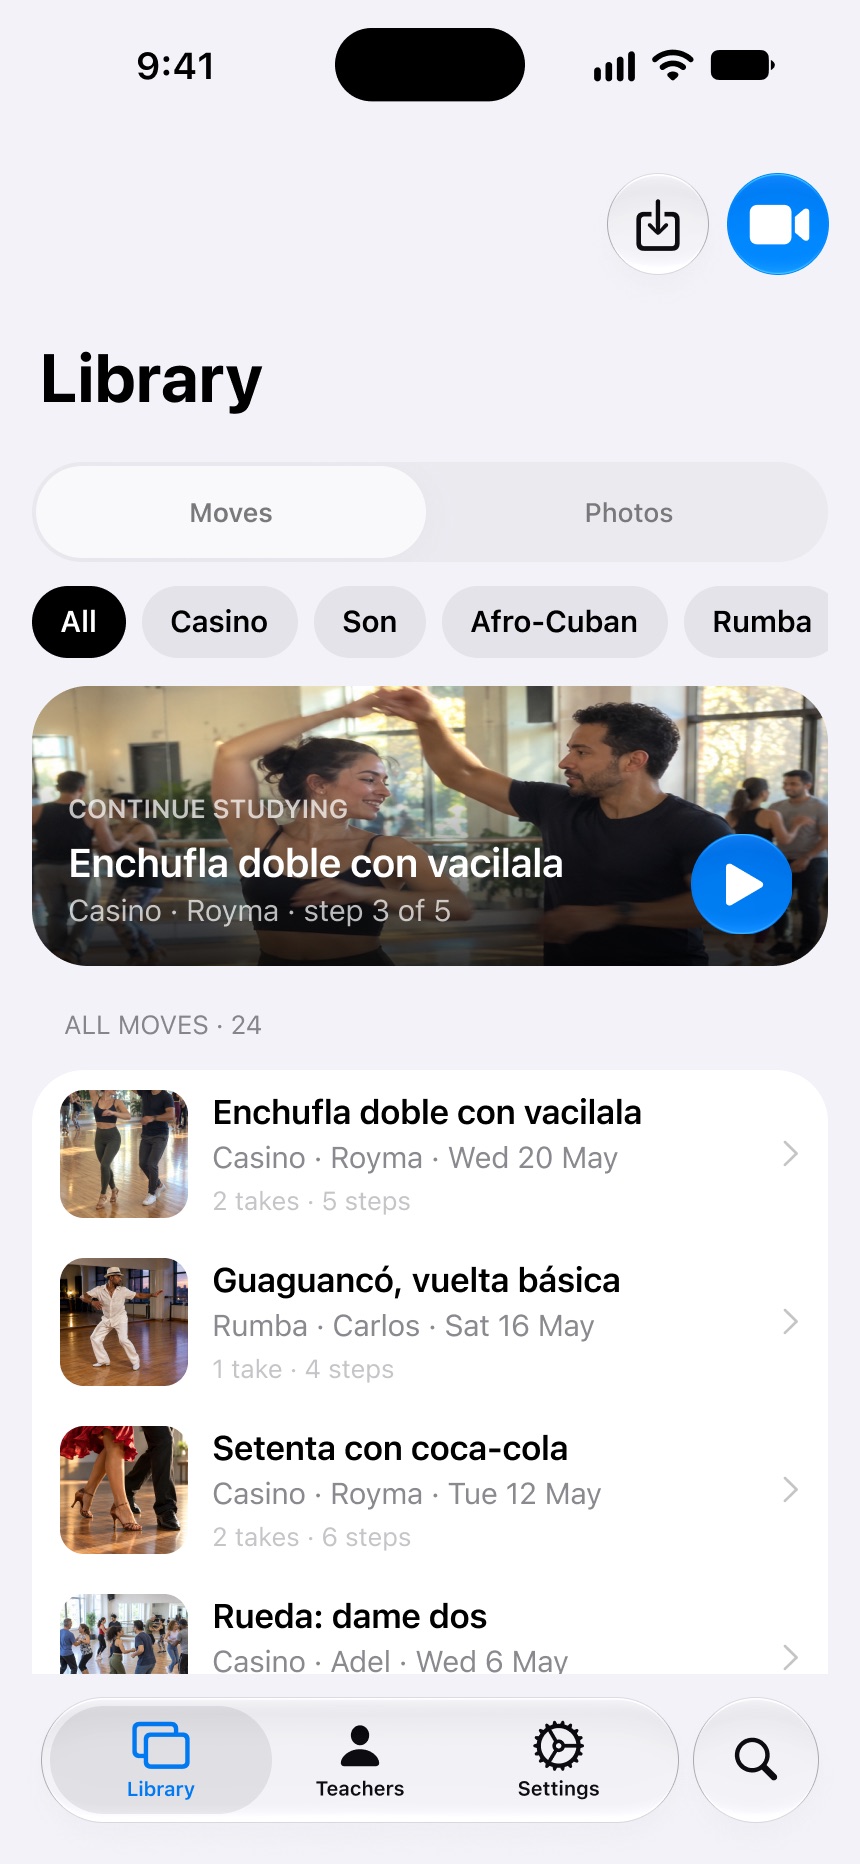 9:41
Library
Moves
Photos
All
Casino
Son
Afro-Cuban
Rumba
CONTINUE STUDYING
Enchufla doble con vacilala
Casino · Royma · step 3 of 5
ALL MOVES · 24
Enchufla doble con vacilala
Casino · Royma · Wed 20 May
2 takes · 5 steps
Guaguancó, vuelta básica
Rumba · Carlos · Sat 16 May
1 take · 4 steps
Setenta con coca-cola
Casino · Royma · Tue 12 May
2 takes · 6 steps
Rueda: dame dos
Casino · Adel · Wed 6 May
Library
Teachers
Settings